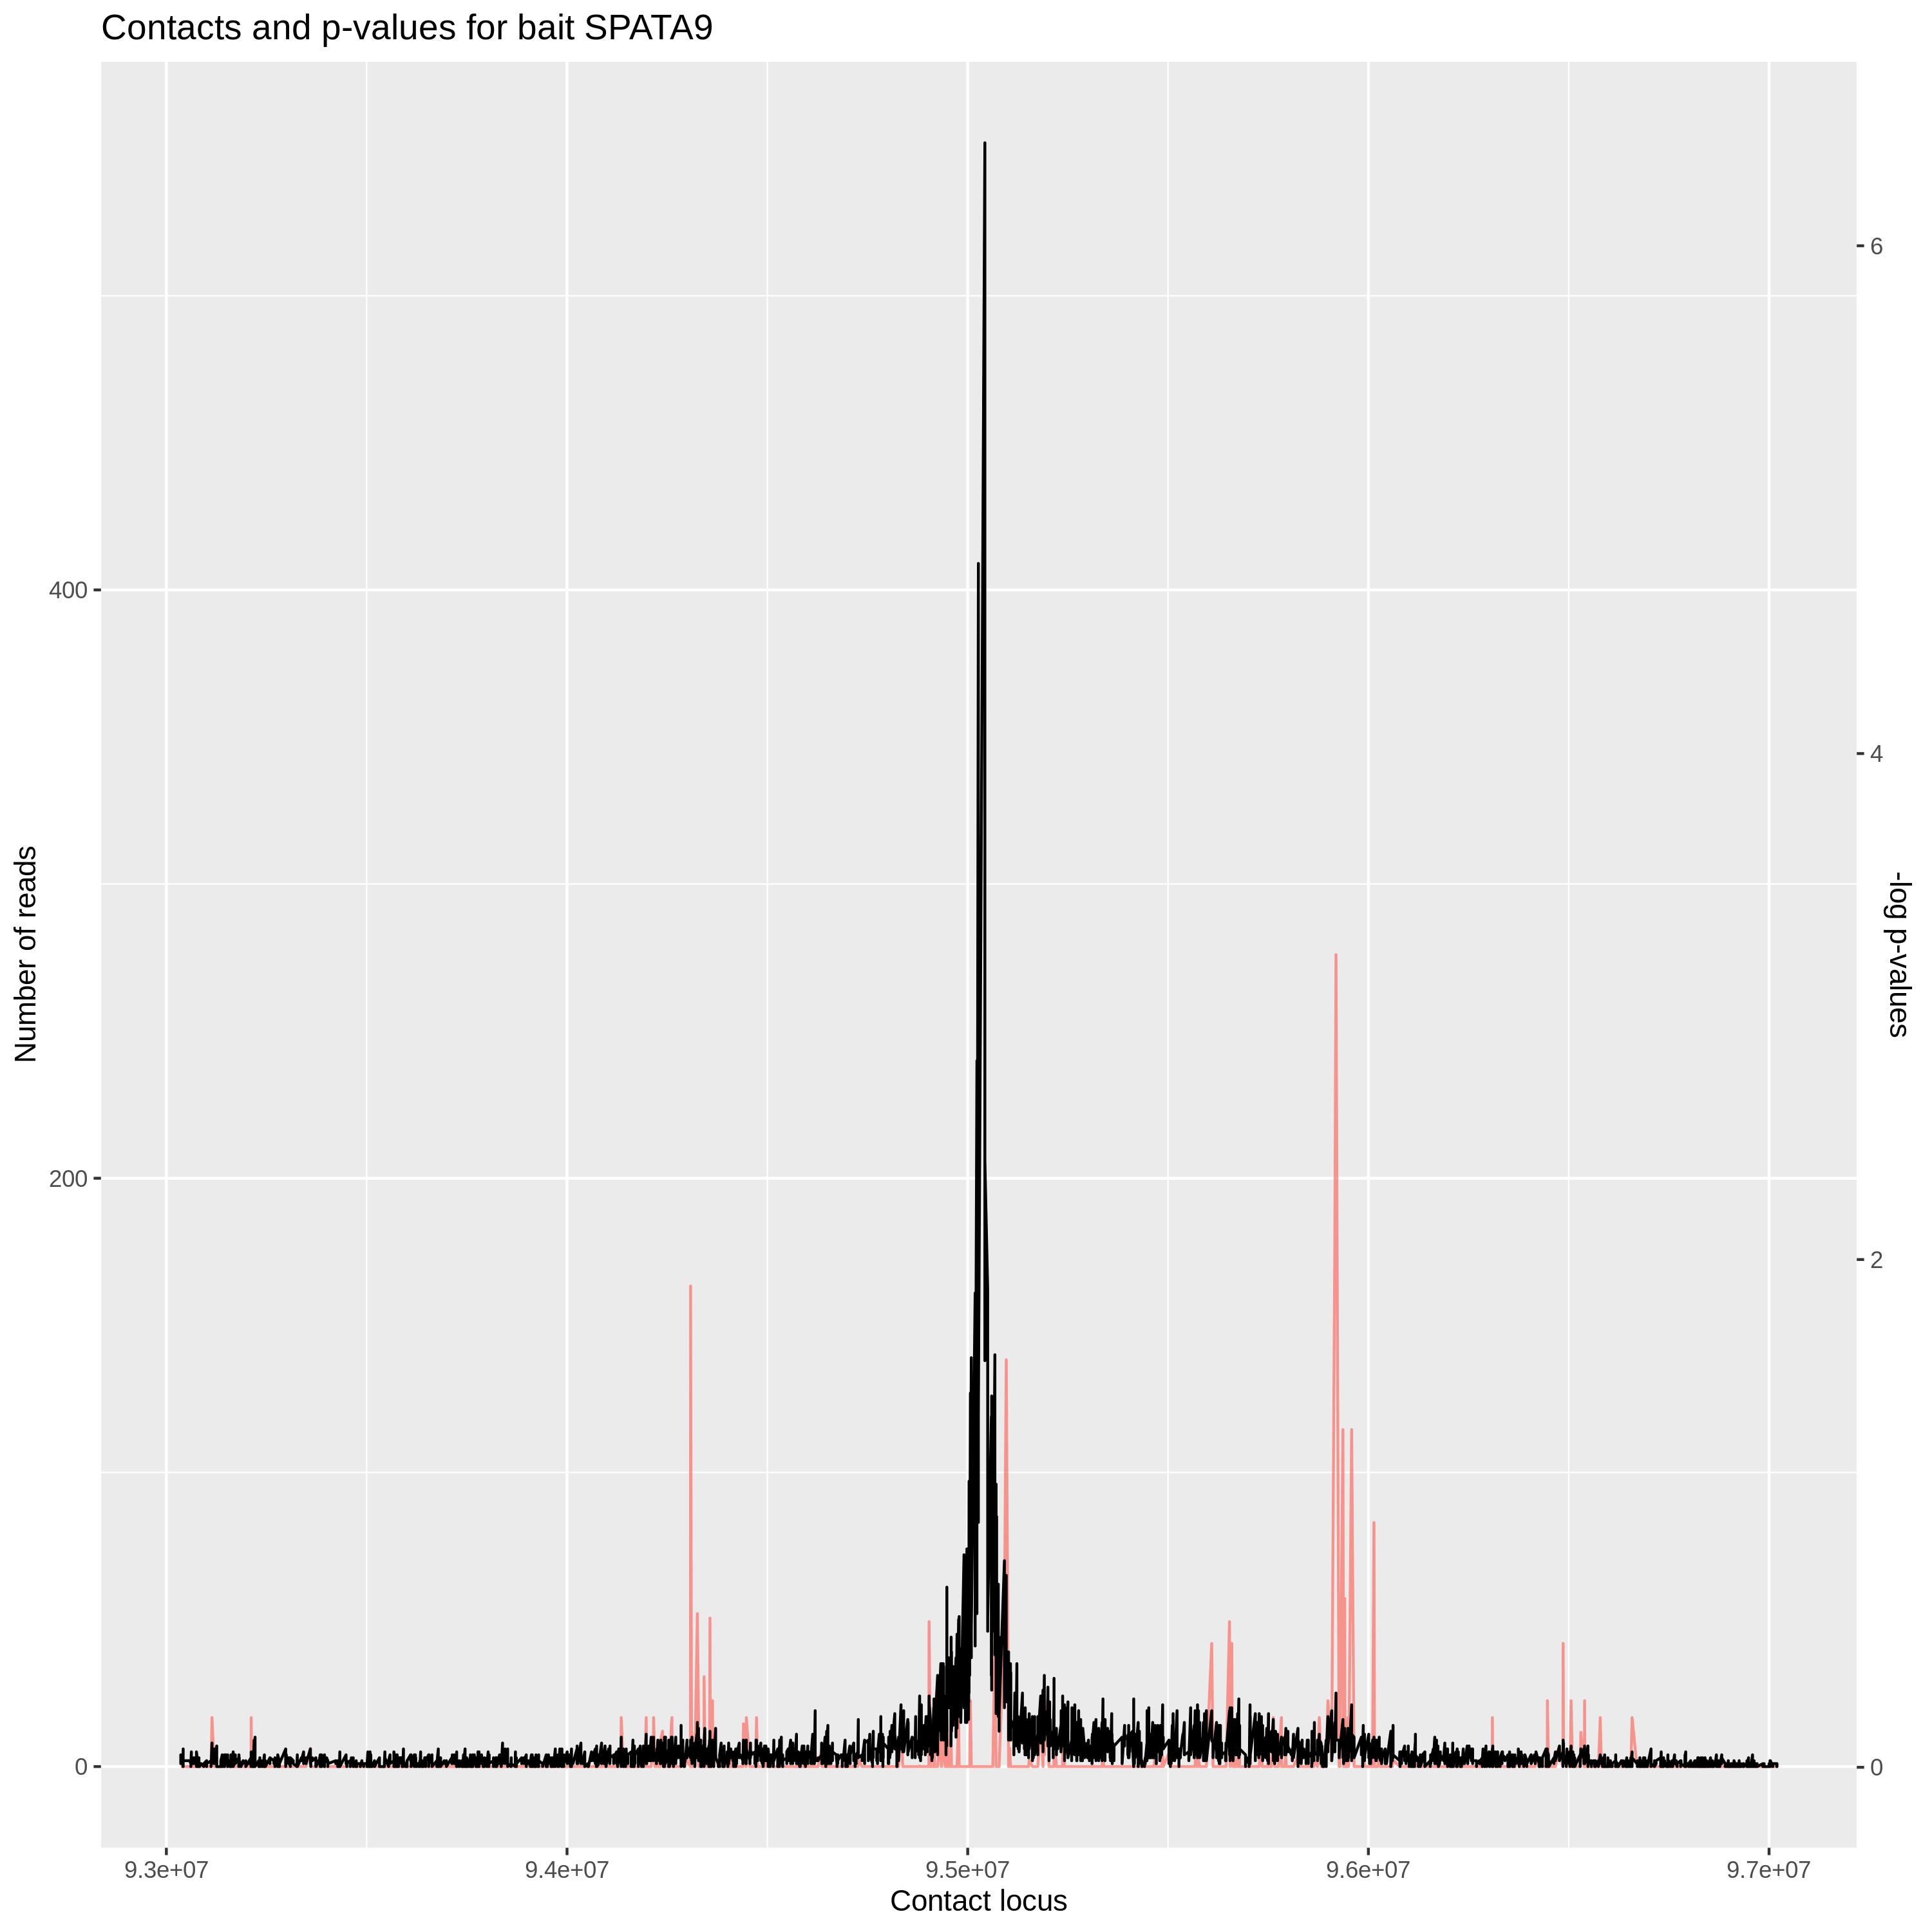 Contacts and p-values for bait SPATA9
Number of reads
400
200
0
6
4
2
0
-log p-values
9.3e+07
9.4e+07
9.5e+07
9.6e+07
9.7e+07
Contact locus